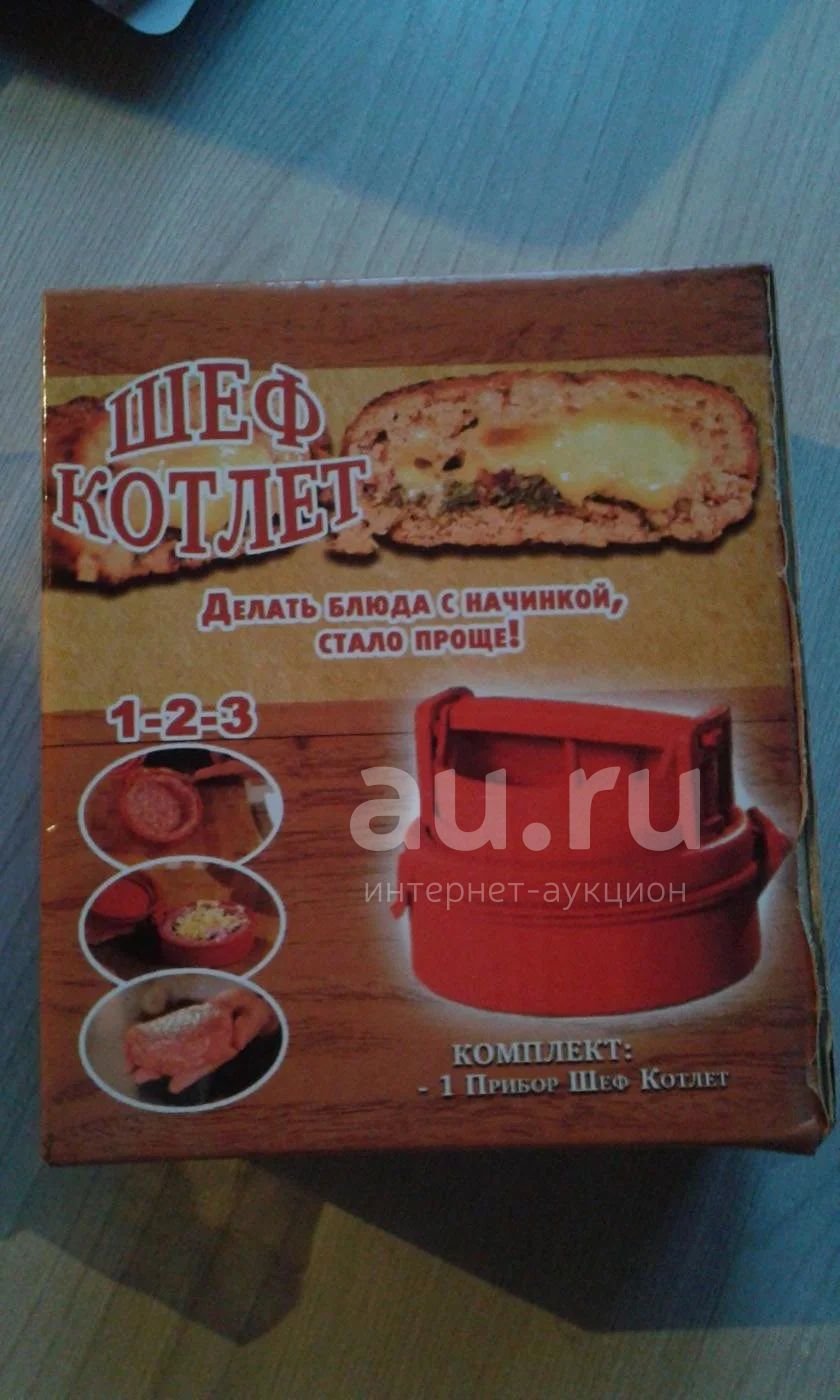 ШЕФ
КОТЛЕТ
ДЕЛАТЬ БЛЮДА С НАЧИНКОЙ,
СТАЛО ПРОЩЕ!
1-2-3
au.ru
интернет-аукцион
КОМПЛЕКТ:
- 1 ПРИБОР ШЕФ КОТЛЕТ